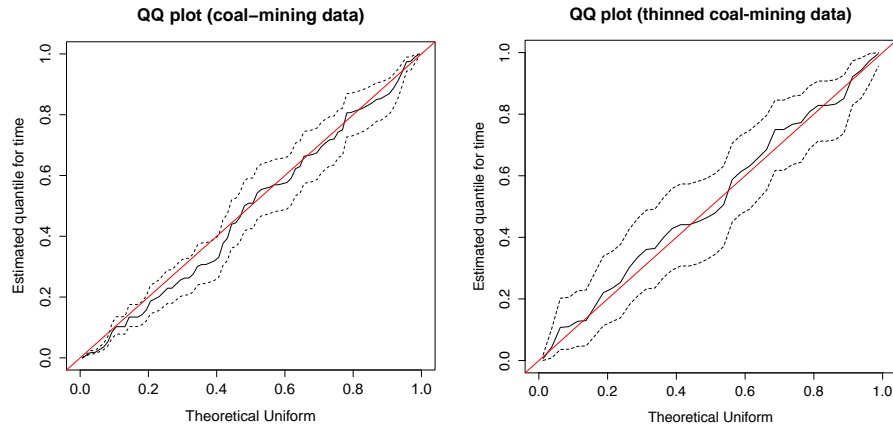 QQ plot (coal−mining data)
Estimated quantile for time
1.0
0.8
0.6
0.4
0.2
0.0
0.0 0.2 0.4 0.6 0.8 1.0
Theoretical Uniform
QQ plot (thinned coal-mining data)
Estimated quantile for time
1.0
0.8
0.6
0.4
0.2
0.0
0.0 0.2 0.4 0.6 0.8 1.0
Theoretical Uniform